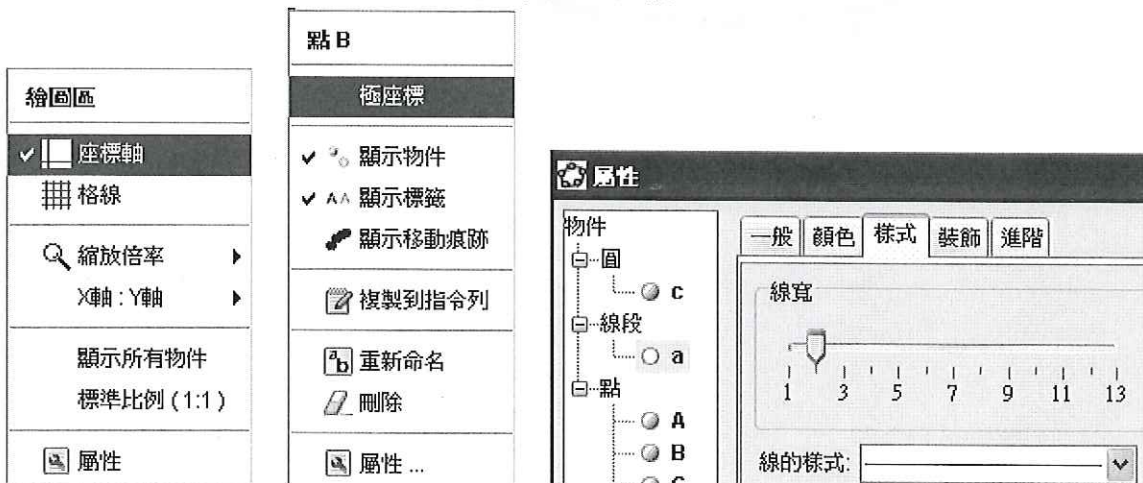 繪圖區
座標軸
格線
縮放倍率
X軸 : Y軸
顯示所有物件
標準比例 ( 1:1 )
屬性
點 B
極座標
顯示物件
AA 顯示標籤
顯示移動痕跡
複製到指令列
ab 重新命名
刪除
屬性 ...
屬性
物件
圓
c
線段
a
點
A
B
C
一般 顏色 樣式 裝飾 進階
線寬
1 3 5 7 9 11 13
線的樣式: